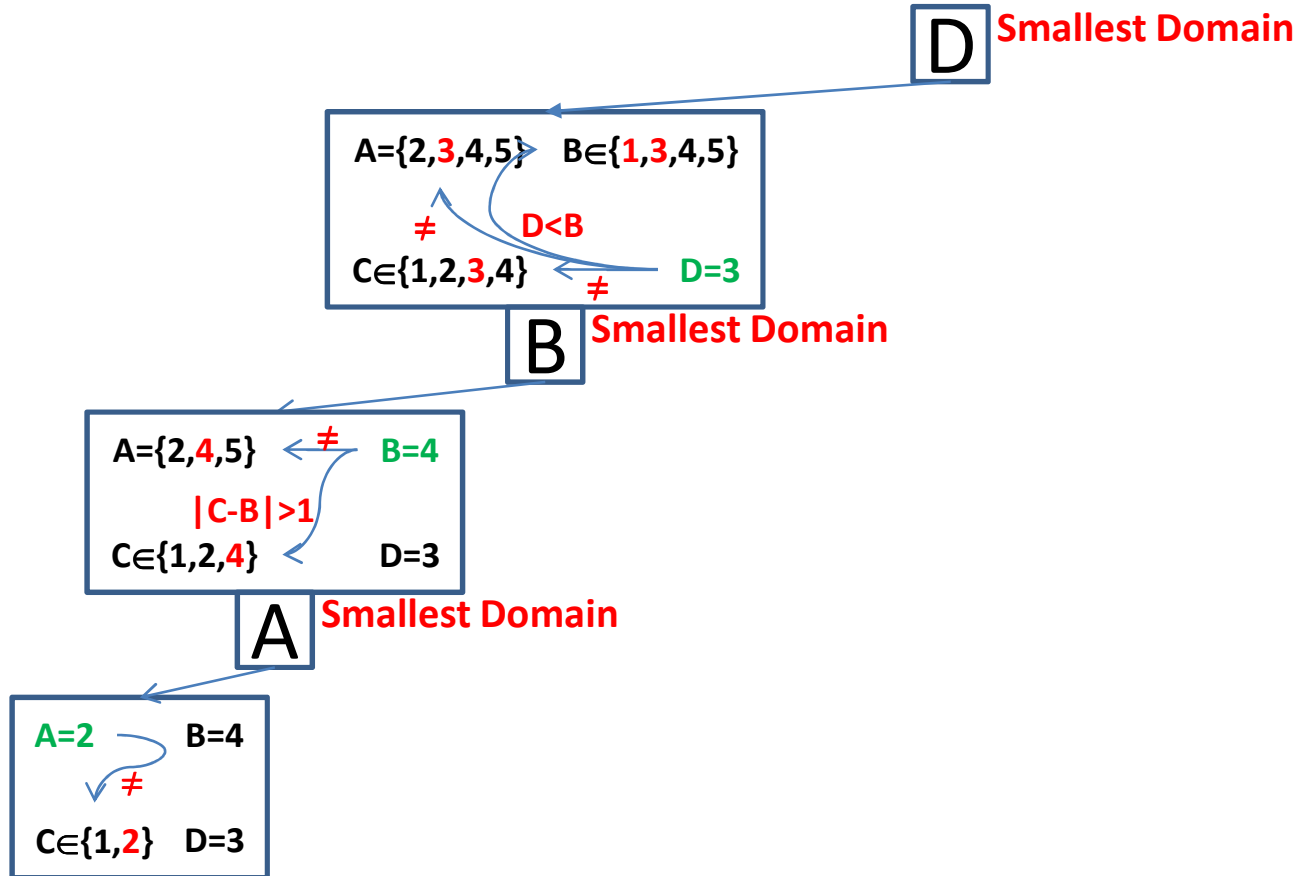 D Smallest Domain
A={2,3,4,5} B∈{1,3,4,5}
≠ D<B
C∈{1,2,3,4} ≠ D=3
B Smallest Domain
A={2,4,5} ≠ B=4
|C-B|>1
C∈{1,2,4} D=3
A Smallest Domain
A=2 B=4
≠
C∈{1,2} D=3